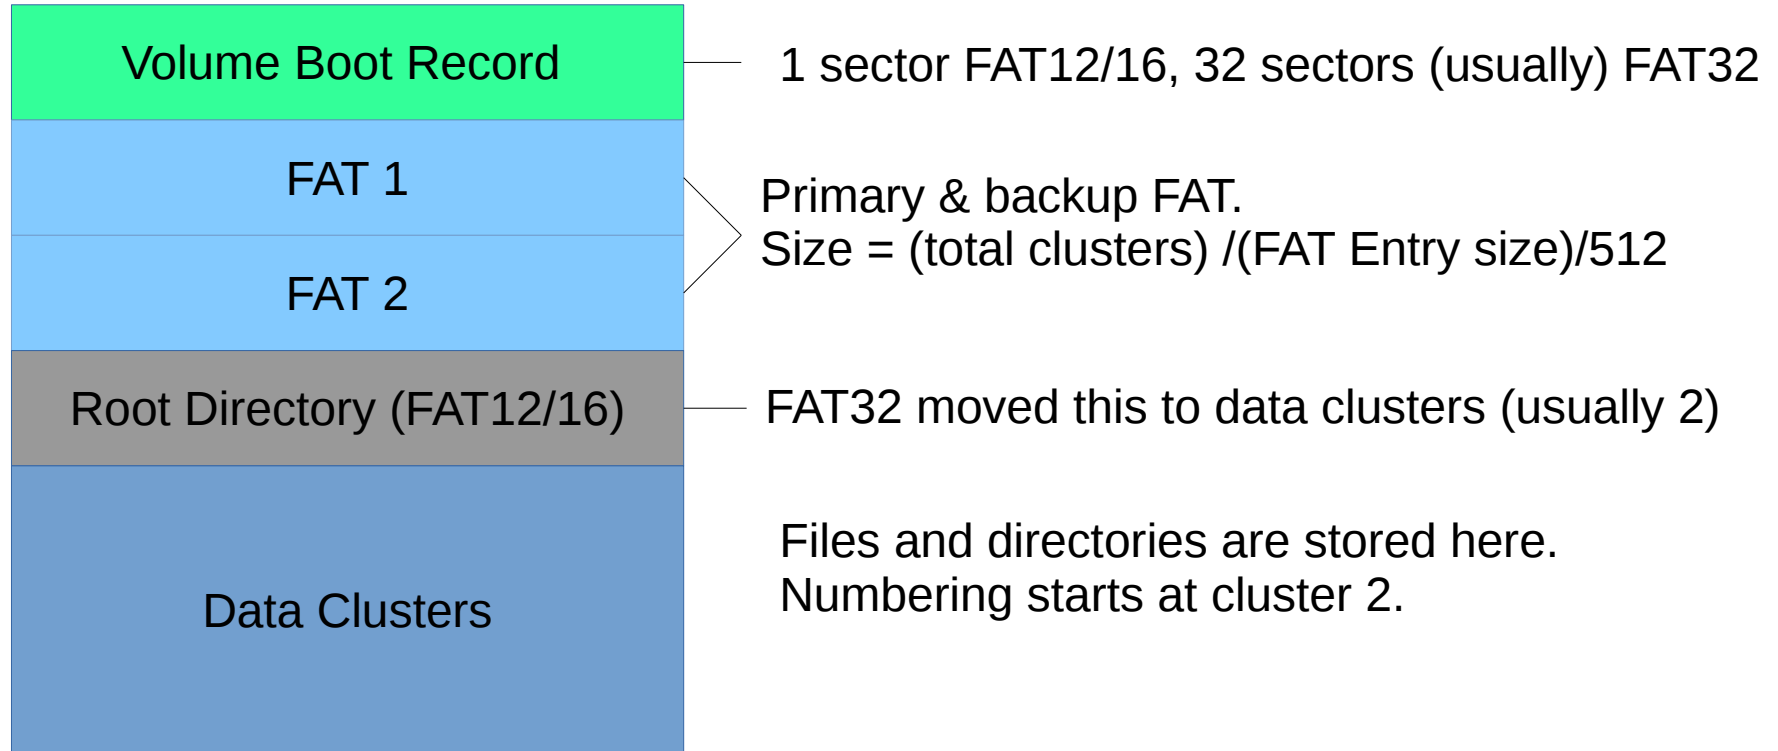 Volume Boot Record
1 sector FAT12/16, 32 sectors (usually) FAT32
FAT 1
Primary & backup FAT.
Size = (total clusters) /(FAT Entry size)/512
FAT 2
Root Directory (FAT12/16)
FAT32 moved this to data clusters (usually 2)
Files and directories are stored here.
Numbering starts at cluster 2.
Data Clusters